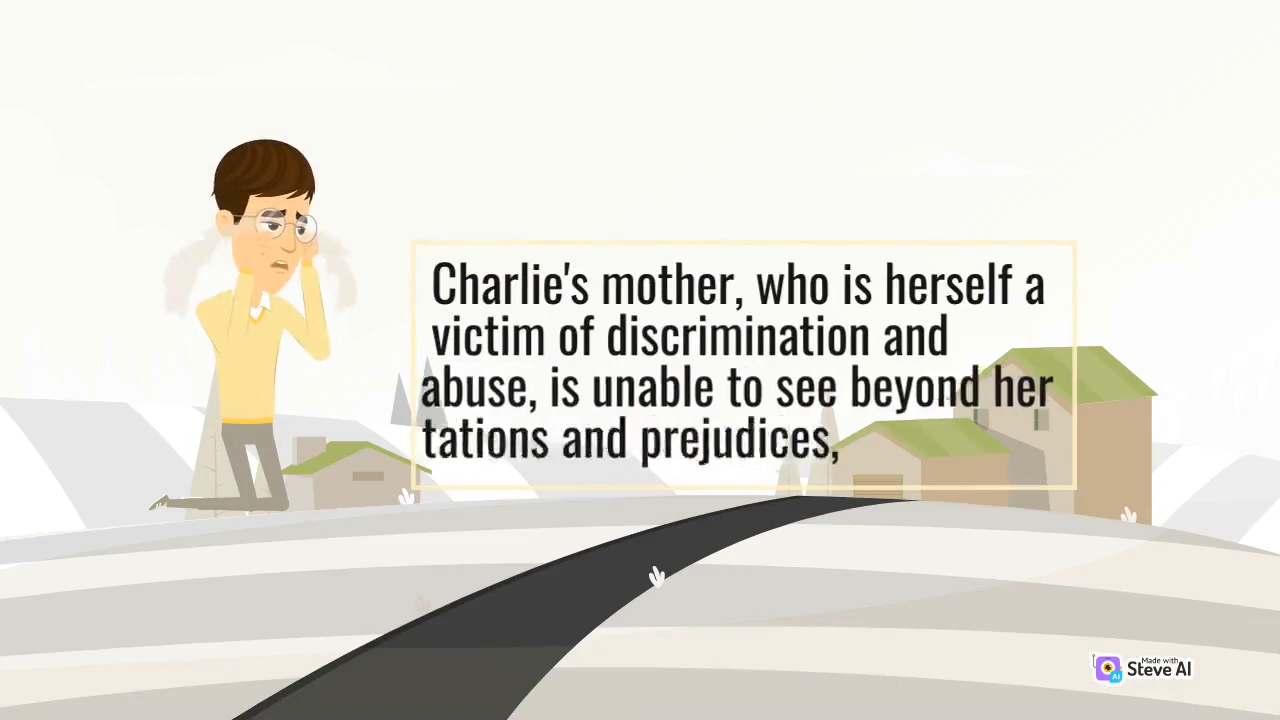 Charlie's mother, who is herself a
victim of discrimination and
abuse, is unable to see beyond her
tations and prejudices,
Made with
Steve AI
AI